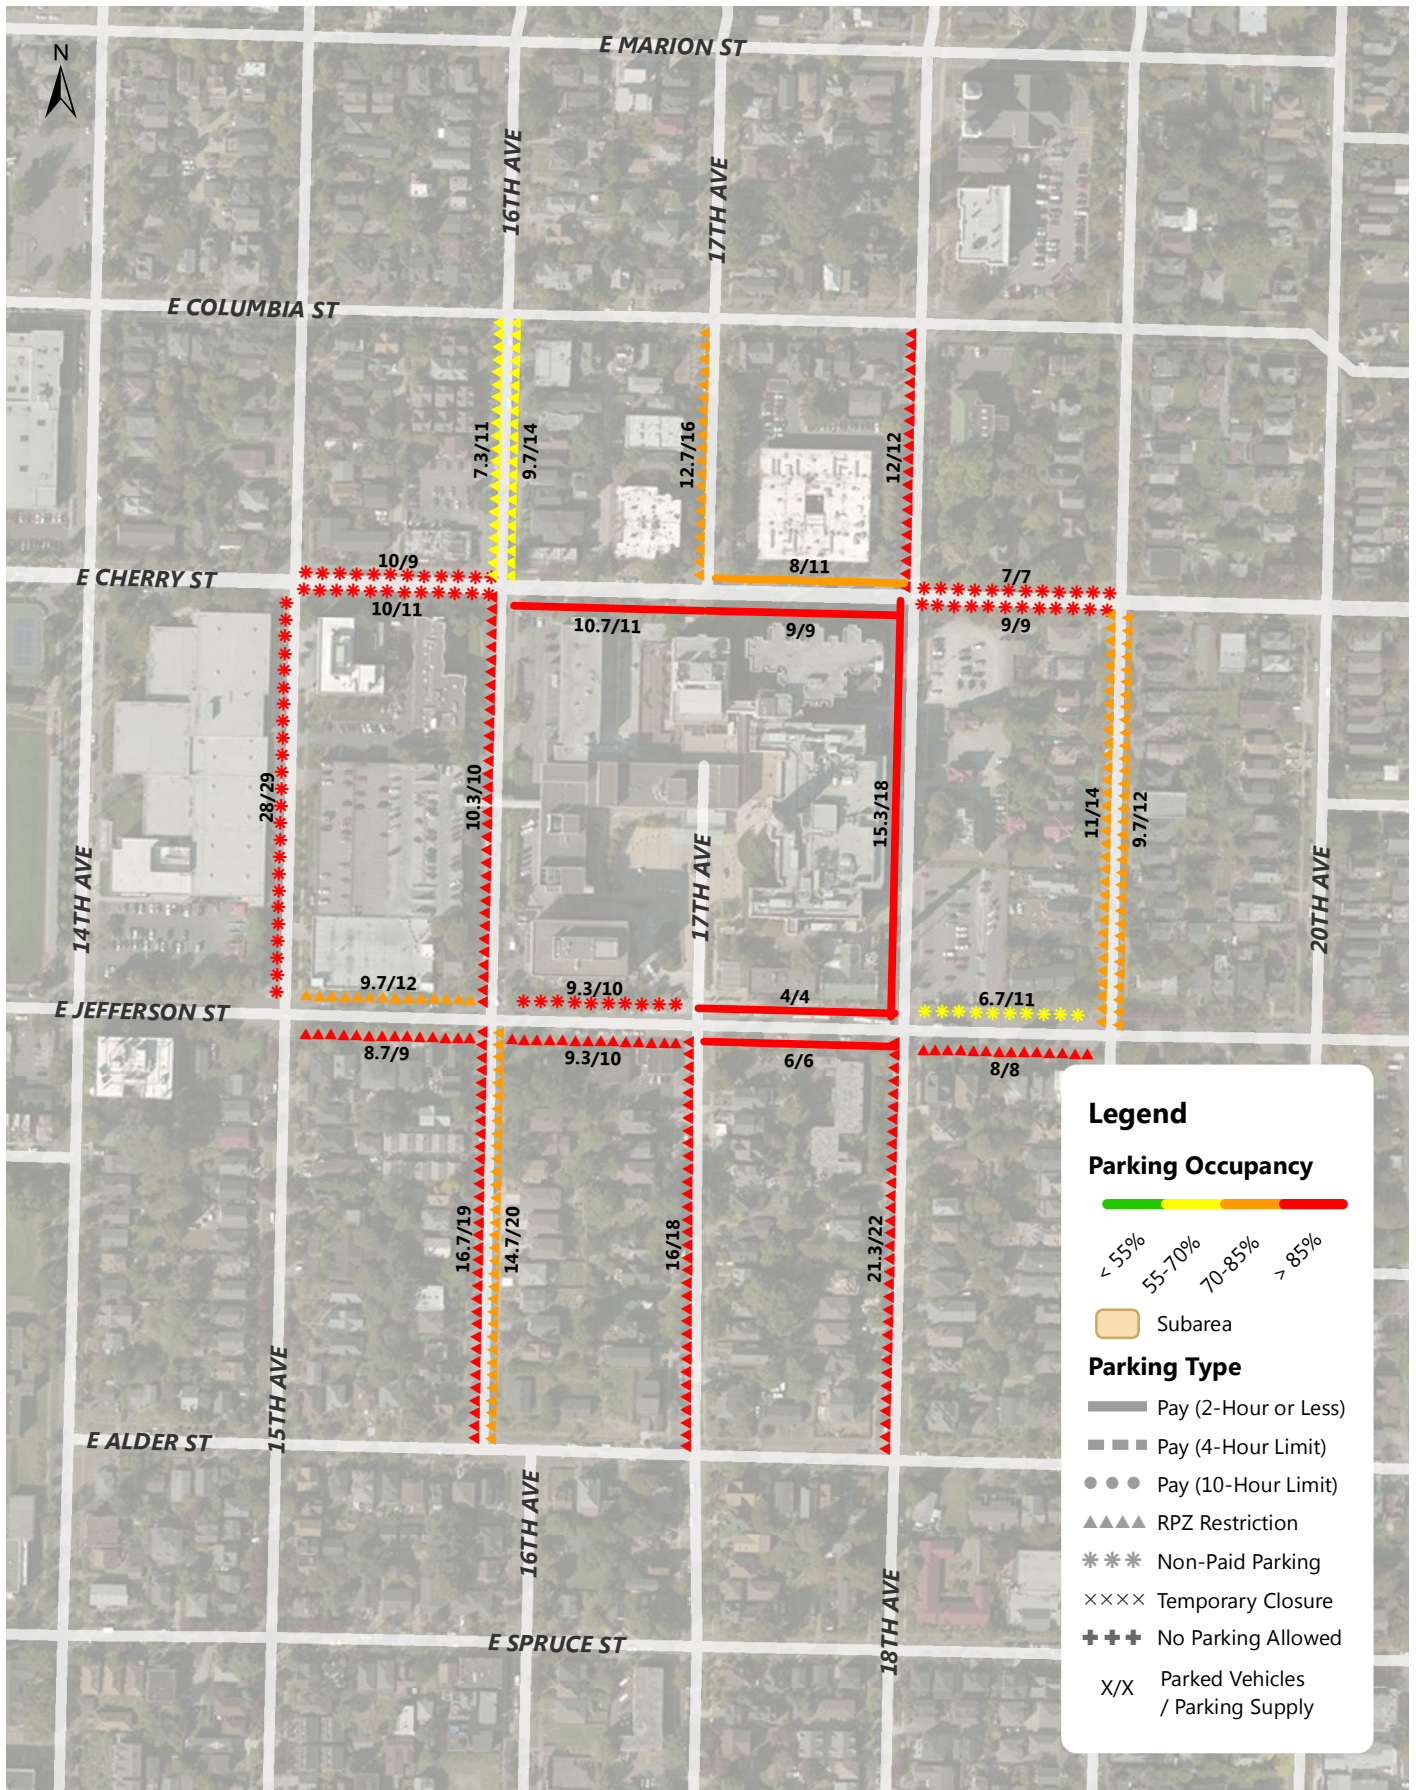 N
E MARION ST
16TH AVE
17TH AVE
E COLUMBIA ST
7.3/11
9.7/14
12.7/16
12/12
E CHERRY ST
10/9
8/11
7/7
10/11
10.7/11
9/9
9/9
28/29
10.3/10
15.3/18
11/14
9.7/12
14TH AVE
17TH AVE
20TH AVE
9.7/12
9.3/10
4/4
6.7/11
E JEFFERSON ST
8.7/9
9.3/10
6/6
8/8
16.7/19
14.7/20
16/18
21.3/22
15TH AVE
E ALDER ST
16TH AVE
18TH AVE
E SPRUCE ST
Legend
Parking Occupancy
< 55%
55-70%
70-85%
> 85%
Subarea
Parking Type
Pay (2-Hour or Less)
Pay (4-Hour Limit)
Pay (10-Hour Limit)
RPZ Restriction
Non-Paid Parking
Temporary Closure
No Parking Allowed
X/X Parked Vehicles
/ Parking Supply